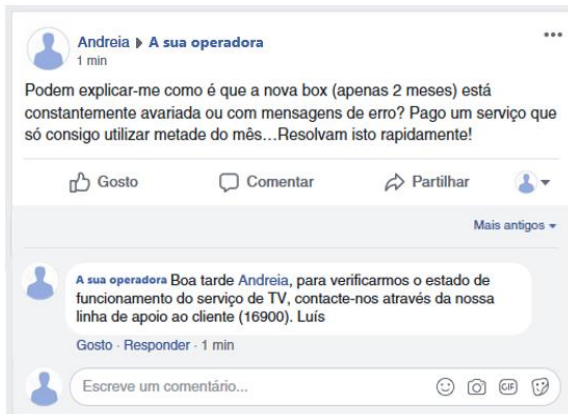 Andreia ▶ A sua operadora
1 min
Podem explicar-me como é que a nova box (apenas 2 meses) está
constantemente avariada ou com mensagens de erro? Pago um serviço que
só consigo utilizar metade do mês…Resolvam isto rapidamente!
Gosto Comentar Partilhar
Mais antigos
A sua operadora Boa tarde Andreia, para verificarmos o estado de
funcionamento do serviço de TV, contacte-nos através da nossa
linha de apoio ao cliente (16900). Luís
Gosto · Responder · 1 min
Escreve um comentário... GIF